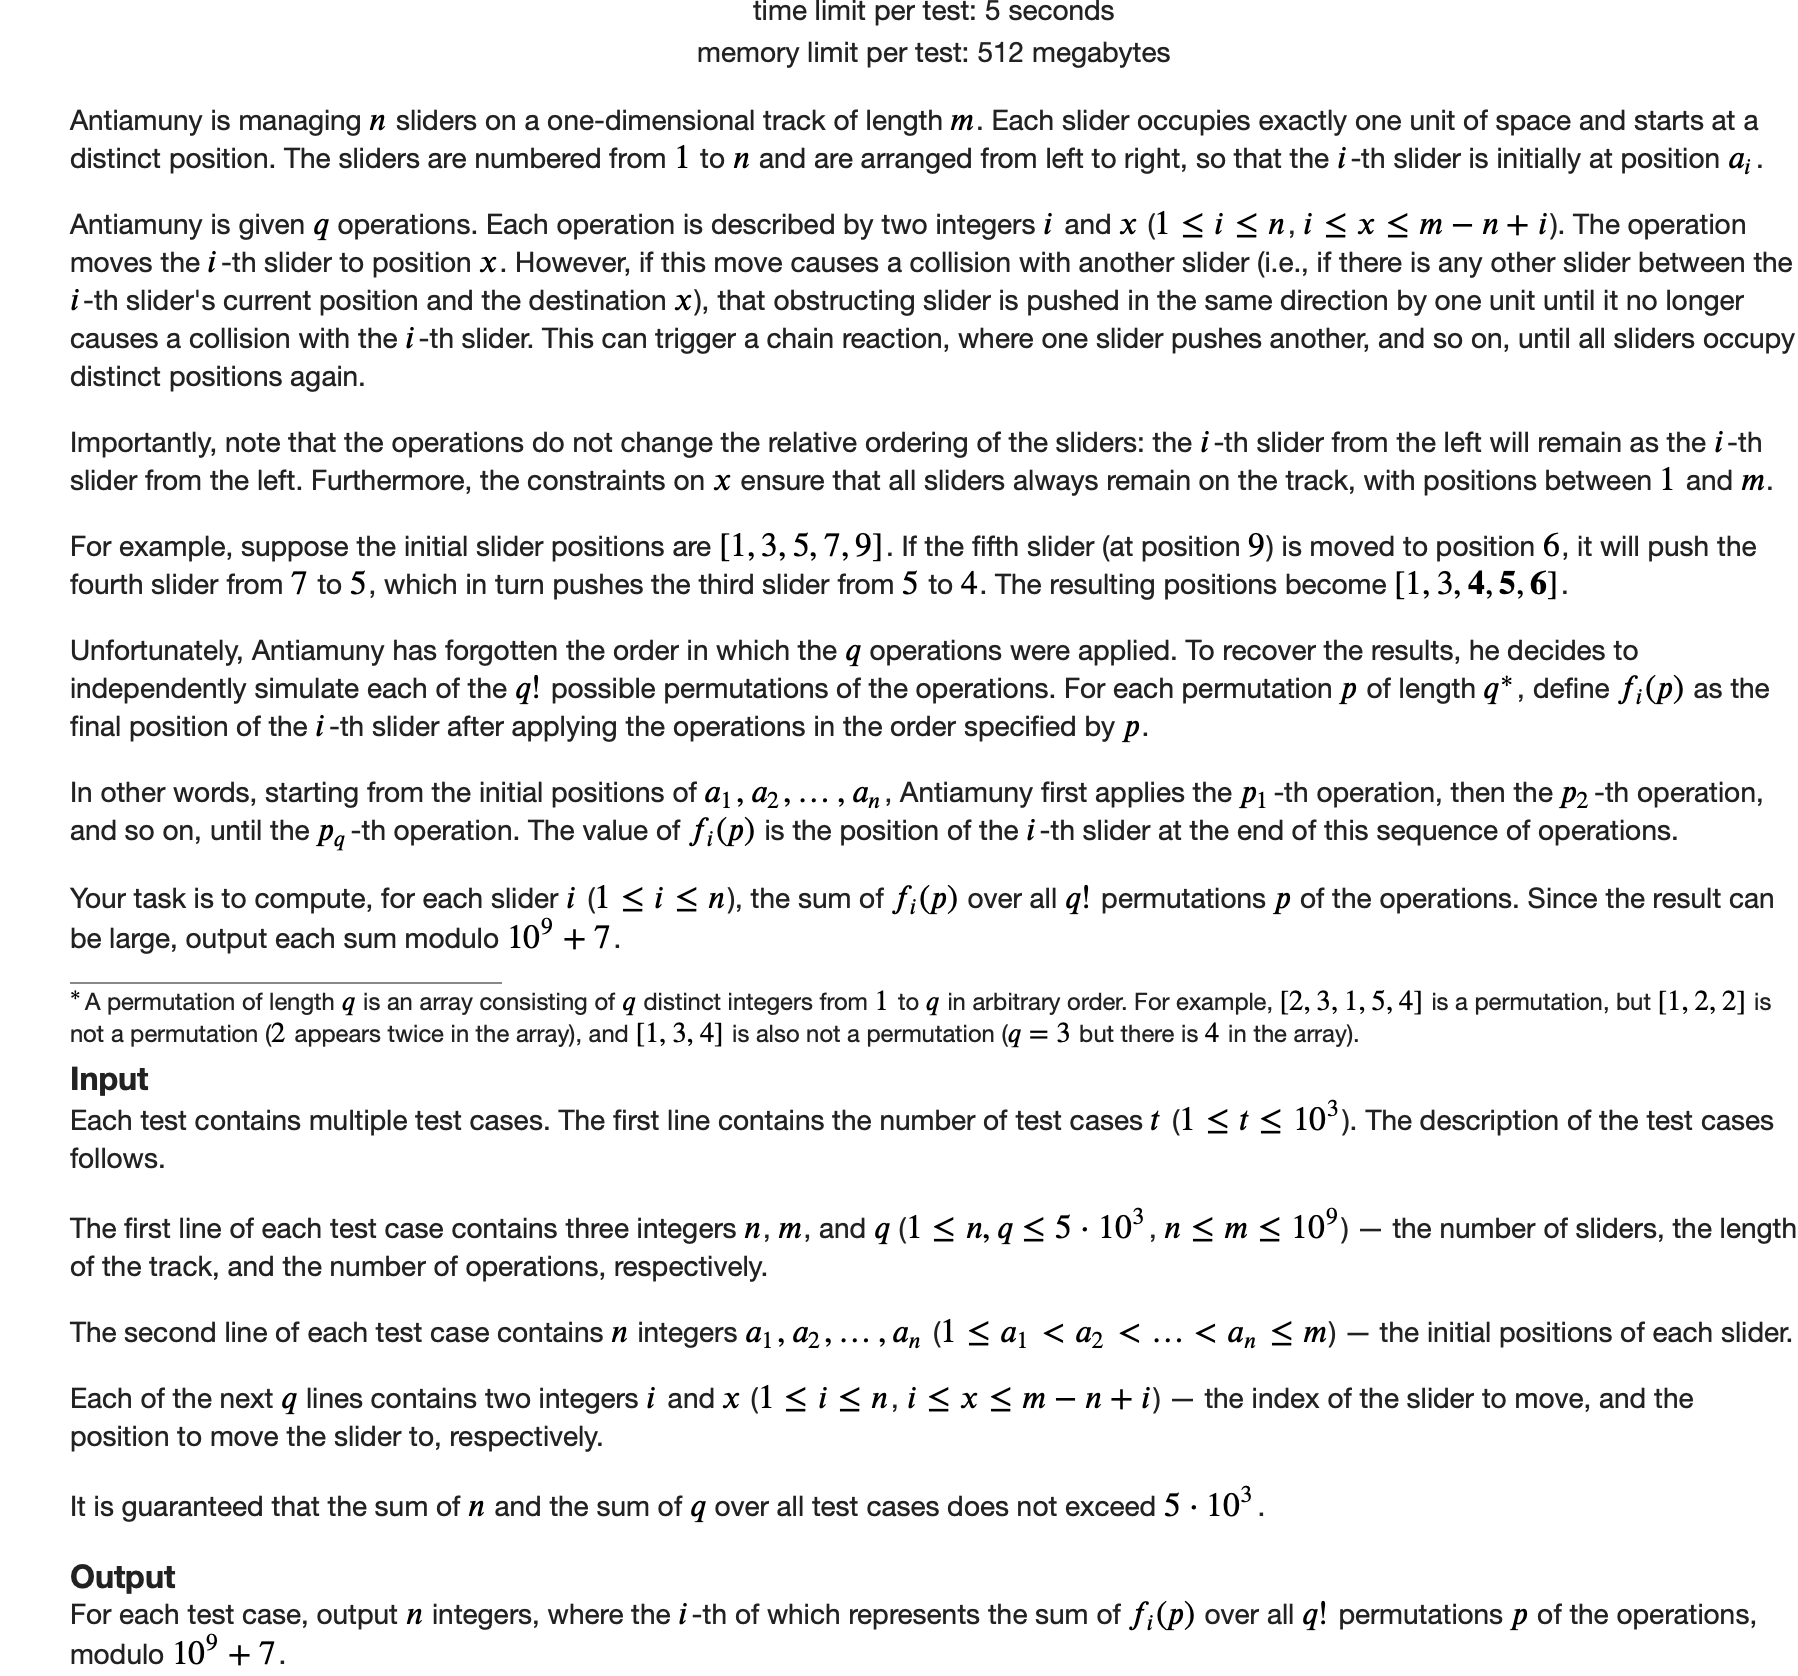 time limit per test: 5 seconds
memory limit per test: 512 megabytes
Antiamuny is managing n sliders on a one-dimensional track of length m. Each slider occupies exactly one unit of space and starts at a
distinct position. The sliders are numbered from 1 to n and are arranged from left to right, so that the i-th slider is initially at position a_i.
Antiamuny is given q operations. Each operation is described by two integers i and x (1 ≤ i ≤ n, i ≤ x ≤ m − n + i). The operation
moves the i-th slider to position x. However, if this move causes a collision with another slider (i.e., if there is any other slider between the
i-th slider's current position and the destination x), that obstructing slider is pushed in the same direction by one unit until it no longer
causes a collision with the i-th slider. This can trigger a chain reaction, where one slider pushes another, and so on, until all sliders occupy
distinct positions again.
Importantly, note that the operations do not change the relative ordering of the sliders: the i-th slider from the left will remain as the i-th
slider from the left. Furthermore, the constraints on x ensure that all sliders always remain on the track, with positions between 1 and m.
For example, suppose the initial slider positions are [1, 3, 5, 7, 9]. If the fifth slider (at position 9) is moved to position 6, it will push the
fourth slider from 7 to 5, which in turn pushes the third slider from 5 to 4. The resulting positions become [1, 3, 4, 5, 6].
Unfortunately, Antiamuny has forgotten the order in which the q operations were applied. To recover the results, he decides to
independently simulate each of the q! possible permutations of the operations. For each permutation p of length q*, define f_i(p) as the
final position of the i-th slider after applying the operations in the order specified by p.
In other words, starting from the initial positions of a_1, a_2, …, a_n, Antiamuny first applies the p_1-th operation, then the p_2-th operation,
and so on, until the p_q-th operation. The value of f_i(p) is the position of the i-th slider at the end of this sequence of operations.
Your task is to compute, for each slider i (1 ≤ i ≤ n), the sum of f_i(p) over all q! permutations p of the operations. Since the result can
be large, output each sum modulo 10^9 + 7.
* A permutation of length q is an array consisting of q distinct integers from 1 to q in arbitrary order. For example, [2, 3, 1, 5, 4] is a permutation, but [1, 2, 2] is
not a permutation (2 appears twice in the array), and [1, 3, 4] is also not a permutation (q = 3 but there is 4 in the array).
Input
Each test contains multiple test cases. The first line contains the number of test cases t (1 ≤ t ≤ 10^3). The description of the test cases
follows.
The first line of each test case contains three integers n, m, and q (1 ≤ n, q ≤ 5 · 10^3, n ≤ m ≤ 10^9) — the number of sliders, the length
of the track, and the number of operations, respectively.
The second line of each test case contains n integers a_1, a_2, …, a_n (1 ≤ a_1 < a_2 < … < a_n ≤ m) — the initial positions of each slider.
Each of the next q lines contains two integers i and x (1 ≤ i ≤ n, i ≤ x ≤ m − n + i) — the index of the slider to move, and the
position to move the slider to, respectively.
It is guaranteed that the sum of n and the sum of q over all test cases does not exceed 5 · 10^3.
Output
For each test case, output n integers, where the i-th of which represents the sum of f_i(p) over all q! permutations p of the operations,
modulo 10^9 + 7.